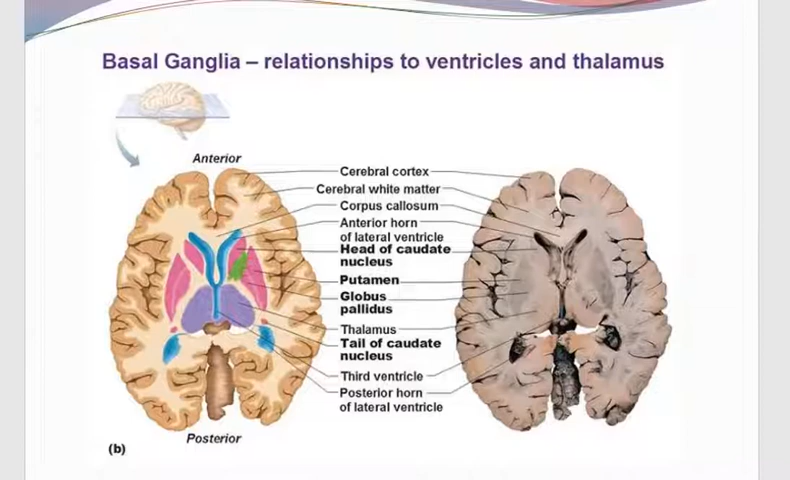 Basal Ganglia – relationships to ventricles and thalamus
Anterior
Cerebral cortex
Cerebral white matter
Corpus callosum
Anterior horn
of lateral ventricle
Head of caudate
nucleus
Putamen
Globus
pallidus
Thalamus
Tail of caudate
nucleus
Third ventricle
Posterior horn
of lateral ventricle
Posterior
(b)